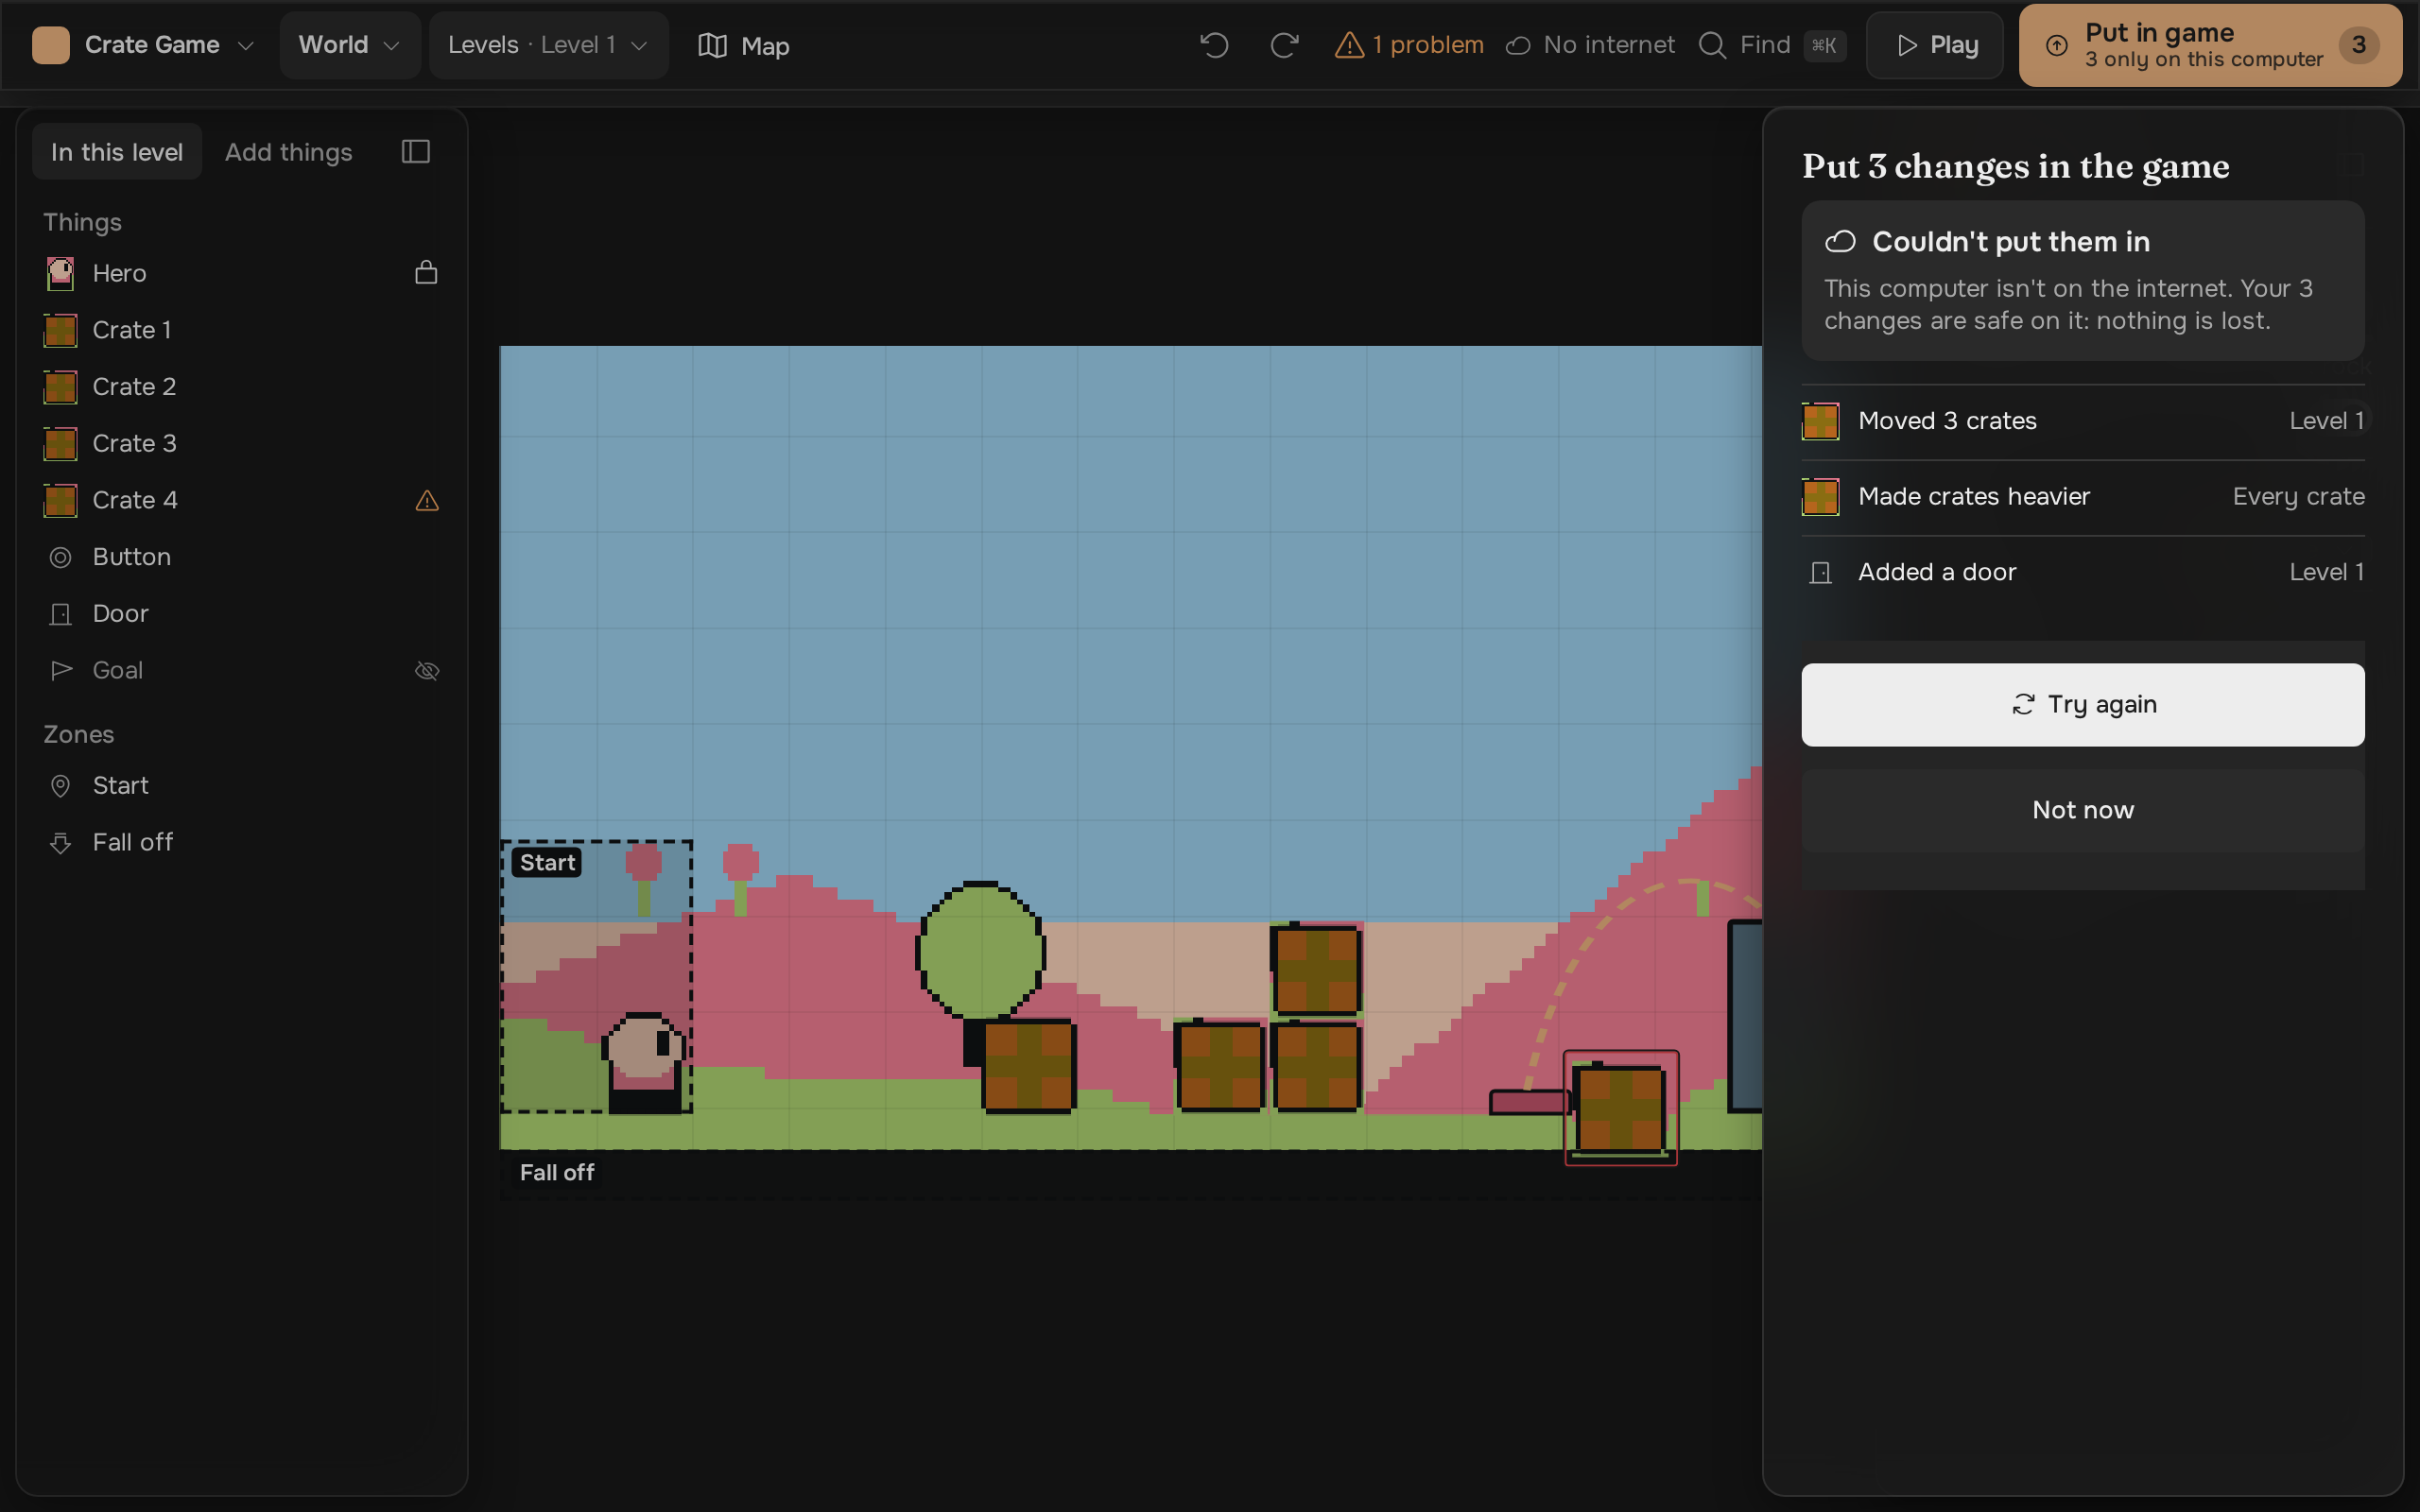 Crate Game
World
Levels · Level 1
Map
1 problem
No internet
Find ⌘K
Play
Put in game
3 only on this computer
3
In this level
Add things
Things
Hero
Crate 1
Crate 2
Crate 3
Crate 4
Button
Door
Goal
Zones
Start
Fall off
Start
Fall off
Put 3 changes in the game
Couldn't put them in
This computer isn't on the internet. Your 3
changes are safe on it: nothing is lost.
Moved 3 crates Level 1
Made crates heavier Every crate
Added a door Level 1
Try again
Not now